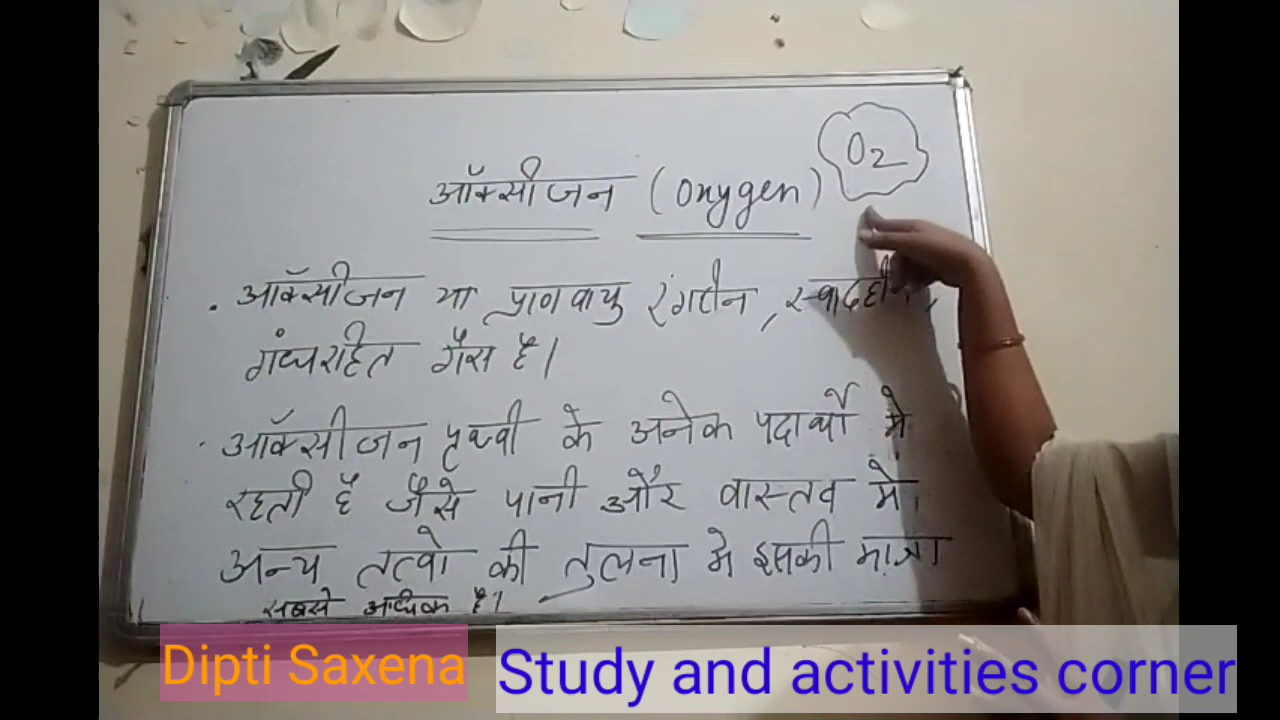 ऑक्सीजन (Oxygen) O2
. ऑक्सीजन या प्राणवायु रंगहीन, स्वादहीन,
गंधरहित गैस है।
. ऑक्सीजन पृथ्वी के अनेक पदार्थों में
रहती है जैसे पानी और वास्तव में
अन्य तत्वो की तुलना मे इसकी मात्रा
सबसे अधिक है।
Dipti Saxena
Study and activities corner